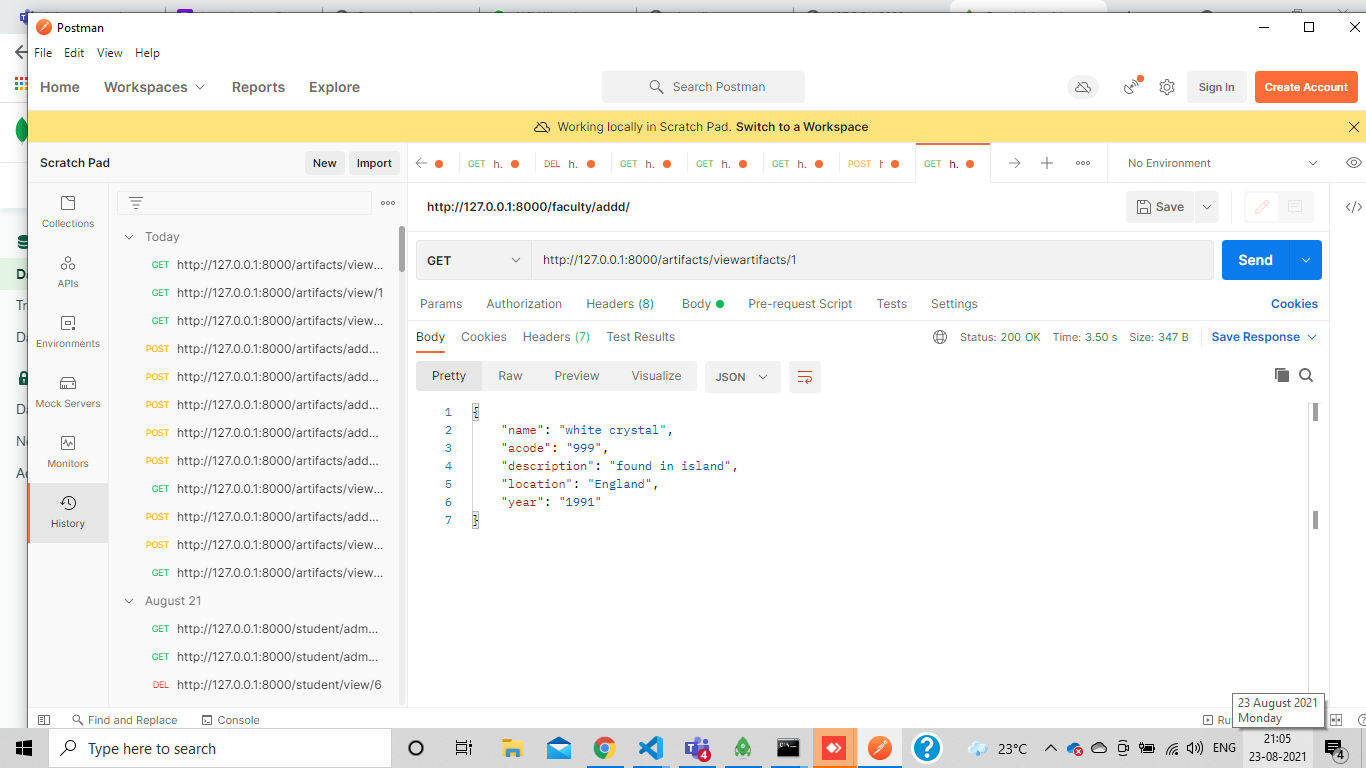 Postman
File Edit View Help
Home Workspaces Reports Explore
Search Postman
Sign In
Create Account
Working locally in Scratch Pad. Switch to a Workspace
Scratch Pad
New
Import
GET h.
DEL h.
GET h.
GET h.
GET h.
POST
GET h.
No Environment
Collections
APIs
Environments
Mock Servers
Monitors
History
Today
GET http://127.0.0.1:8000/artifacts/view...
GET http://127.0.0.1:8000/artifacts/view/1
GET http://127.0.0.1:8000/artifacts/view...
POST http://127.0.0.1:8000/artifacts/add...
POST http://127.0.0.1:8000/artifacts/add...
POST http://127.0.0.1:8000/artifacts/add...
POST http://127.0.0.1:8000/artifacts/add...
POST http://127.0.0.1:8000/artifacts/add...
GET http://127.0.0.1:8000/artifacts/view...
POST http://127.0.0.1:8000/artifacts/add...
POST http://127.0.0.1:8000/artifacts/view...
GET http://127.0.0.1:8000/artifacts/view...
August 21
GET http://127.0.0.1:8000/student/adm...
GET http://127.0.0.1:8000/student/adm...
DEL http://127.0.0.1:8000/student/view/6
http://127.0.0.1:8000/faculty/addd/
Save
GET http://127.0.0.1:8000/artifacts/viewartifacts/1
Send
Params Authorization Headers (8) Body Pre-request Script Tests Settings
Cookies
Body Cookies Headers (7) Test Results
Status: 200 OK Time: 3.50 s Size: 347 B
Save Response
Pretty Raw Preview Visualize JSON
1 {
2 "name": "white crystal",
3 "acode": "999",
4 "description": "found in island",
5 "location": "England",
6 "year": "1991"
7 }
Find and Replace Console
23 August 2021
Monday
Type here to search
4
23°C
ENG
21:05
23-08-2021
4